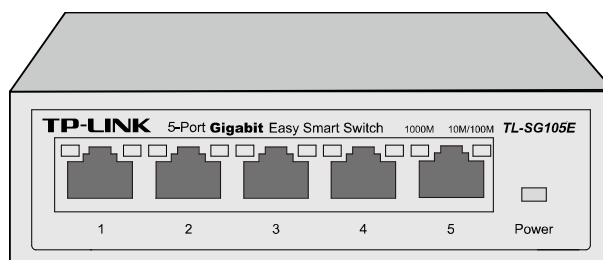 TP-LINK 5-Port Gigabit Easy Smart Switch 1000M 10M/100M TL-SG105E
1 2 3 4 5 Power